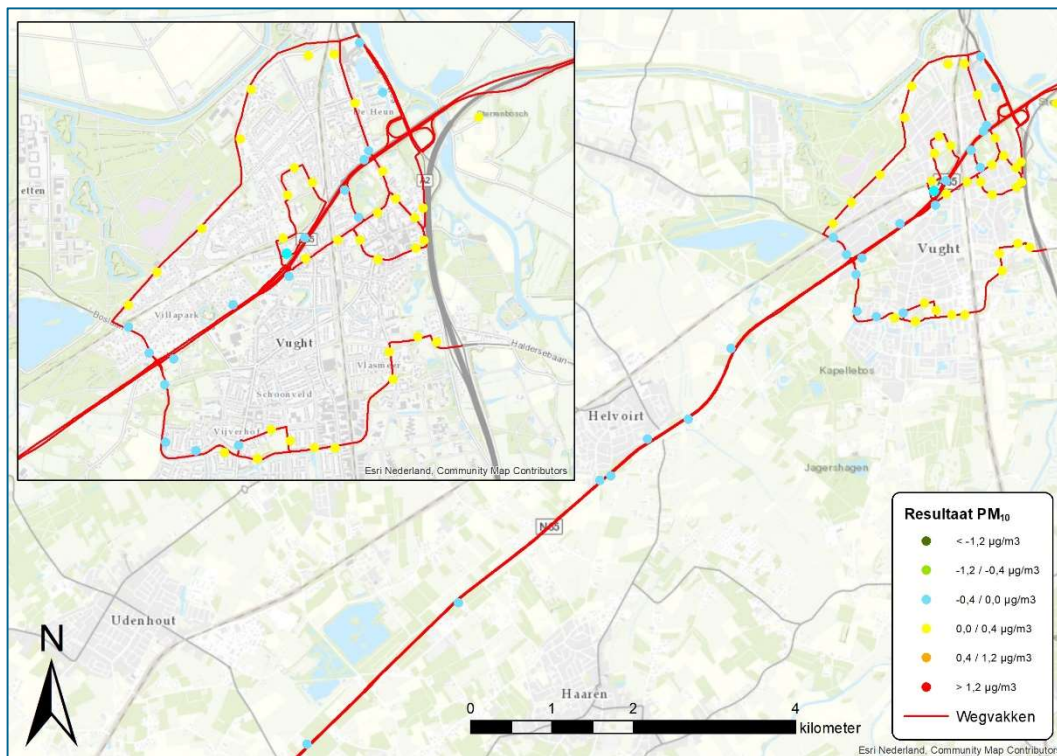 De Heun
Sterrenbosch
A2
etten
Villapark
Vught
Vlasmeer
Haldersebaan
Schoonveld
Vijverhof
Esri Nederland, Community Map Contributors
Vught
Kapellebos
Helvoirt
Jagershagen
N65
Udenhout
Haaren
N
0 1 2 4
kilometer
Resultaat PM₁₀
< -1,2 µg/m3
-1,2 / -0,4 µg/m3
-0,4 / 0,0 µg/m3
0,0 / 0,4 µg/m3
0,4 / 1,2 µg/m3
> 1,2 µg/m3
Wegvakken
Esri Nederland, Community Map Contributors